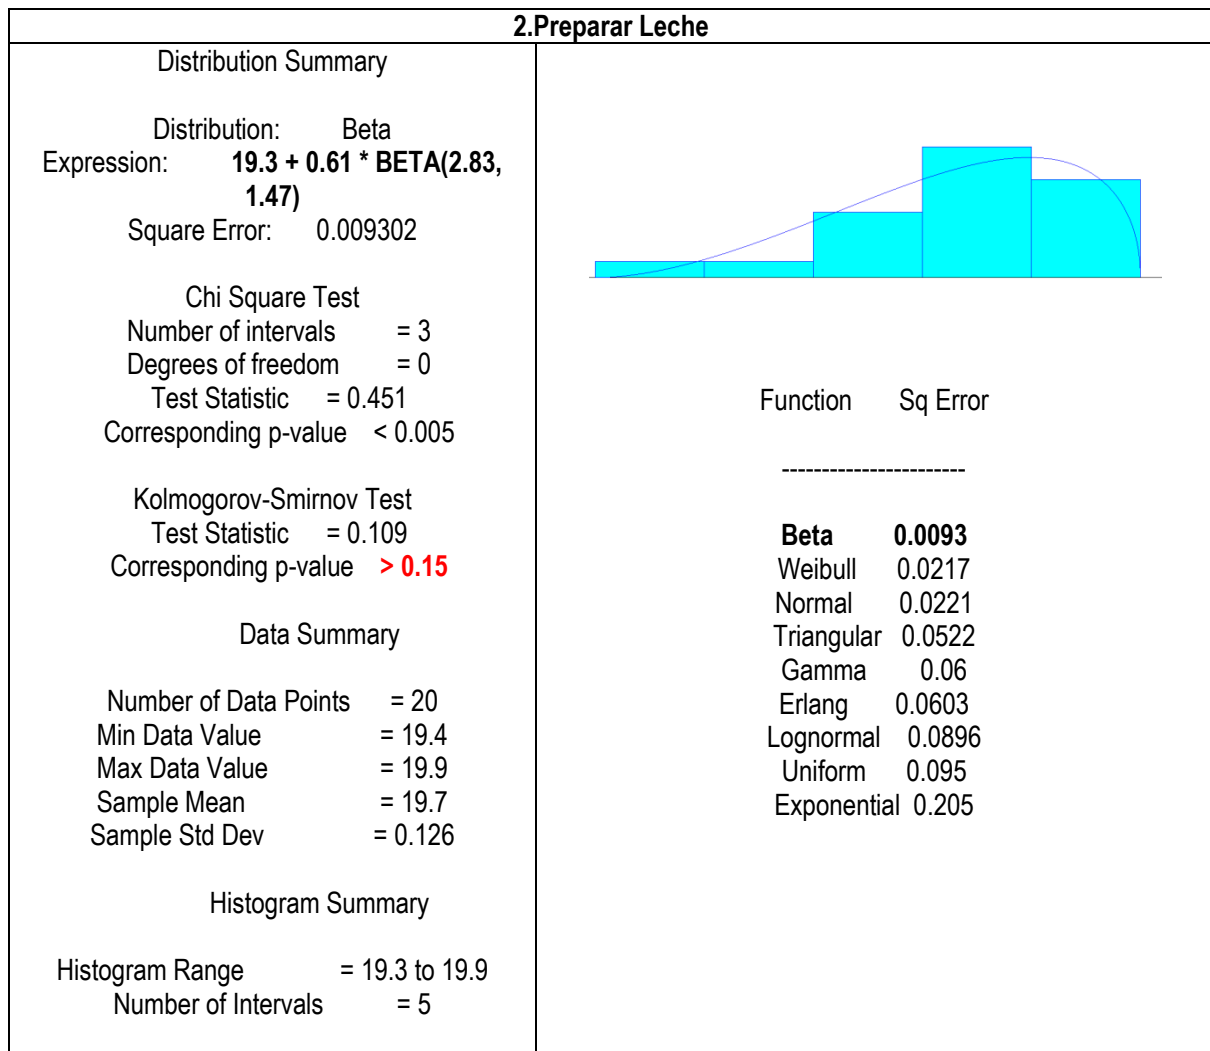 2.Preparar Leche
Distribution Summary
Distribution: Beta
Expression: 19.3 + 0.61 * BETA(2.83,
1.47)
Square Error: 0.009302
Chi Square Test
Number of intervals = 3
Degrees of freedom = 0
Test Statistic = 0.451
Corresponding p-value < 0.005
Kolmogorov-Smirnov Test
Test Statistic = 0.109
Corresponding p-value > 0.15
Data Summary
Number of Data Points = 20
Min Data Value = 19.4
Max Data Value = 19.9
Sample Mean = 19.7
Sample Std Dev = 0.126
Histogram Summary
Histogram Range = 19.3 to 19.9
Number of Intervals = 5
Function Sq Error
-----------------------
Beta 0.0093
Weibull 0.0217
Normal 0.0221
Triangular 0.0522
Gamma 0.06
Erlang 0.0603
Lognormal 0.0896
Uniform 0.095
Exponential 0.205